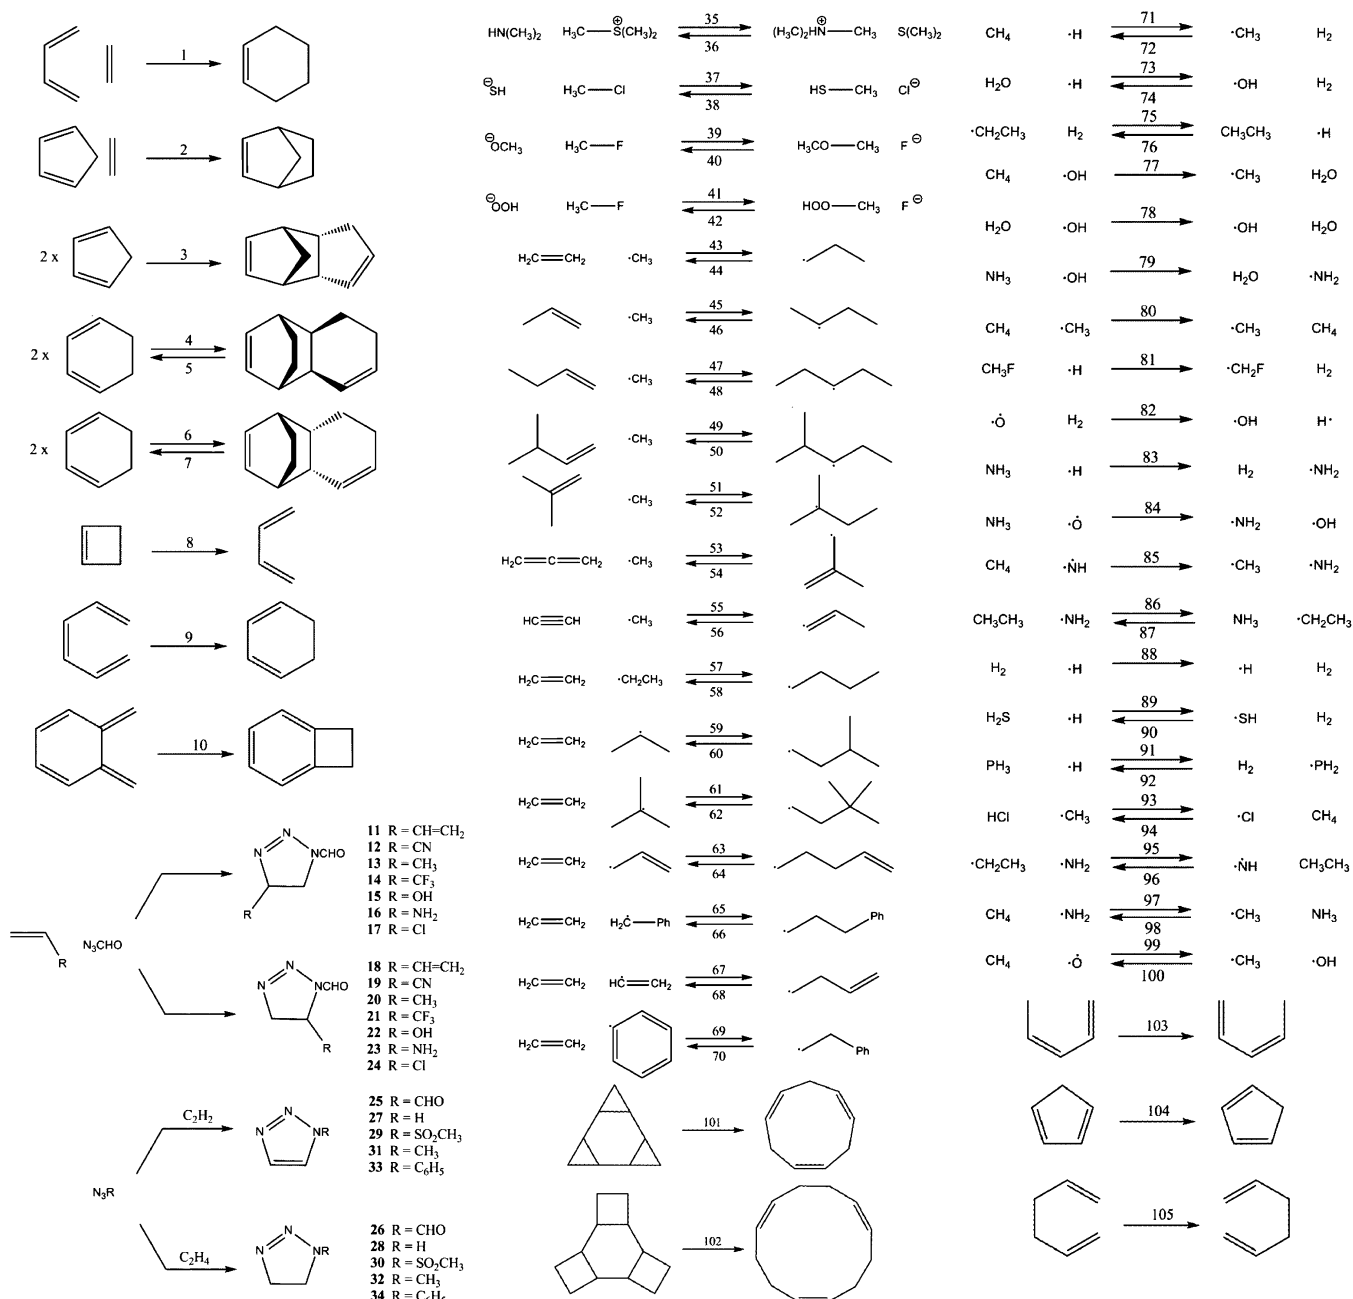 1
2
2 x
3
2 x
4
5
2 x
6
7
8
9
10
R
N₃CHO
N
N
N
NCHO
R
11 R = CH=CH₂
12 R = CN
13 R = CH₃
14 R = CF₃
15 R = OH
16 R = NH₂
17 R = Cl
N
N
NCHO
R
18 R = CH=CH₂
19 R = CN
20 R = CH₃
21 R = CF₃
22 R = OH
23 R = NH₂
24 R = Cl
N₃R
C₂H₂
N
N
NR
25 R = CHO
27 R = H
29 R = SO₂CH₃
31 R = CH₃
33 R = C₆H₅
C₂H₄
N
N
NR
26 R = CHO
28 R = H
30 R = SO₂CH₃
32 R = CH₃
34
HN(CH₃)₂ H₃C—S⊕(CH₃)₂ 35 36 (H₃C)₂HN⊕—CH₃ S(CH₃)₂
⊖SH H₃C—Cl 37 38 HS—CH₃ Cl⊖
⊖OCH₃ H₃C—F 39 40 H₃CO—CH₃ F⊖
⊖OOH H₃C—F 41 42 HOO—CH₃ F⊖
H₂C=CH₂ ·CH₃ 43 44
·CH₃ 45 46
·CH₃ 47 48
·CH₃ 49 50
·CH₃ 51 52
H₂C=C=CH₂ ·CH₃ 53 54
HC≡CH ·CH₃ 55 56
H₂C=CH₂ ·CH₂CH₃ 57 58
H₂C=CH₂ 59 60
H₂C=CH₂ 61 62
H₂C=CH₂ 63 64
H₂C=CH₂ H₂Ċ—Ph 65 66 Ph
H₂C=CH₂ HĊ=CH₂ 67 68
H₂C=CH₂ 69 70 Ph
101
102
CH₄ ·H 71 72 ·CH₃ H₂
H₂O ·H 73 74 ·OH H₂
·CH₂CH₃ H₂ 75 76 CH₃CH₃ ·H
CH₄ ·OH 77 ·CH₃ H₂O
H₂O ·OH 78 ·OH H₂O
NH₃ ·OH 79 H₂O ·NH₂
CH₄ ·CH₃ 80 ·CH₃ CH₄
CH₃F ·H 81 ·CH₂F H₂
·Ȯ H₂ 82 ·OH H·
NH₃ ·H 83 H₂ ·NH₂
NH₃ ·Ȯ 84 ·NH₂ ·OH
CH₄ ·ṄH 85 ·CH₃ ·NH₂
CH₃CH₃ ·NH₂ 86 87 NH₃ ·CH₂CH₃
H₂ ·H 88 ·H H₂
H₂S ·H 89 90 ·SH H₂
PH₃ ·H 91 92 H₂ ·PH₂
HCl ·CH₃ 93 94 ·Cl CH₄
·CH₂CH₃ ·NH₂ 95 96 ·ṄH CH₃CH₃
CH₄ ·NH₂ 97 98 ·CH₃ NH₃
CH₄ ·Ȯ 99 100 ·CH₃ ·OH
103
104
105